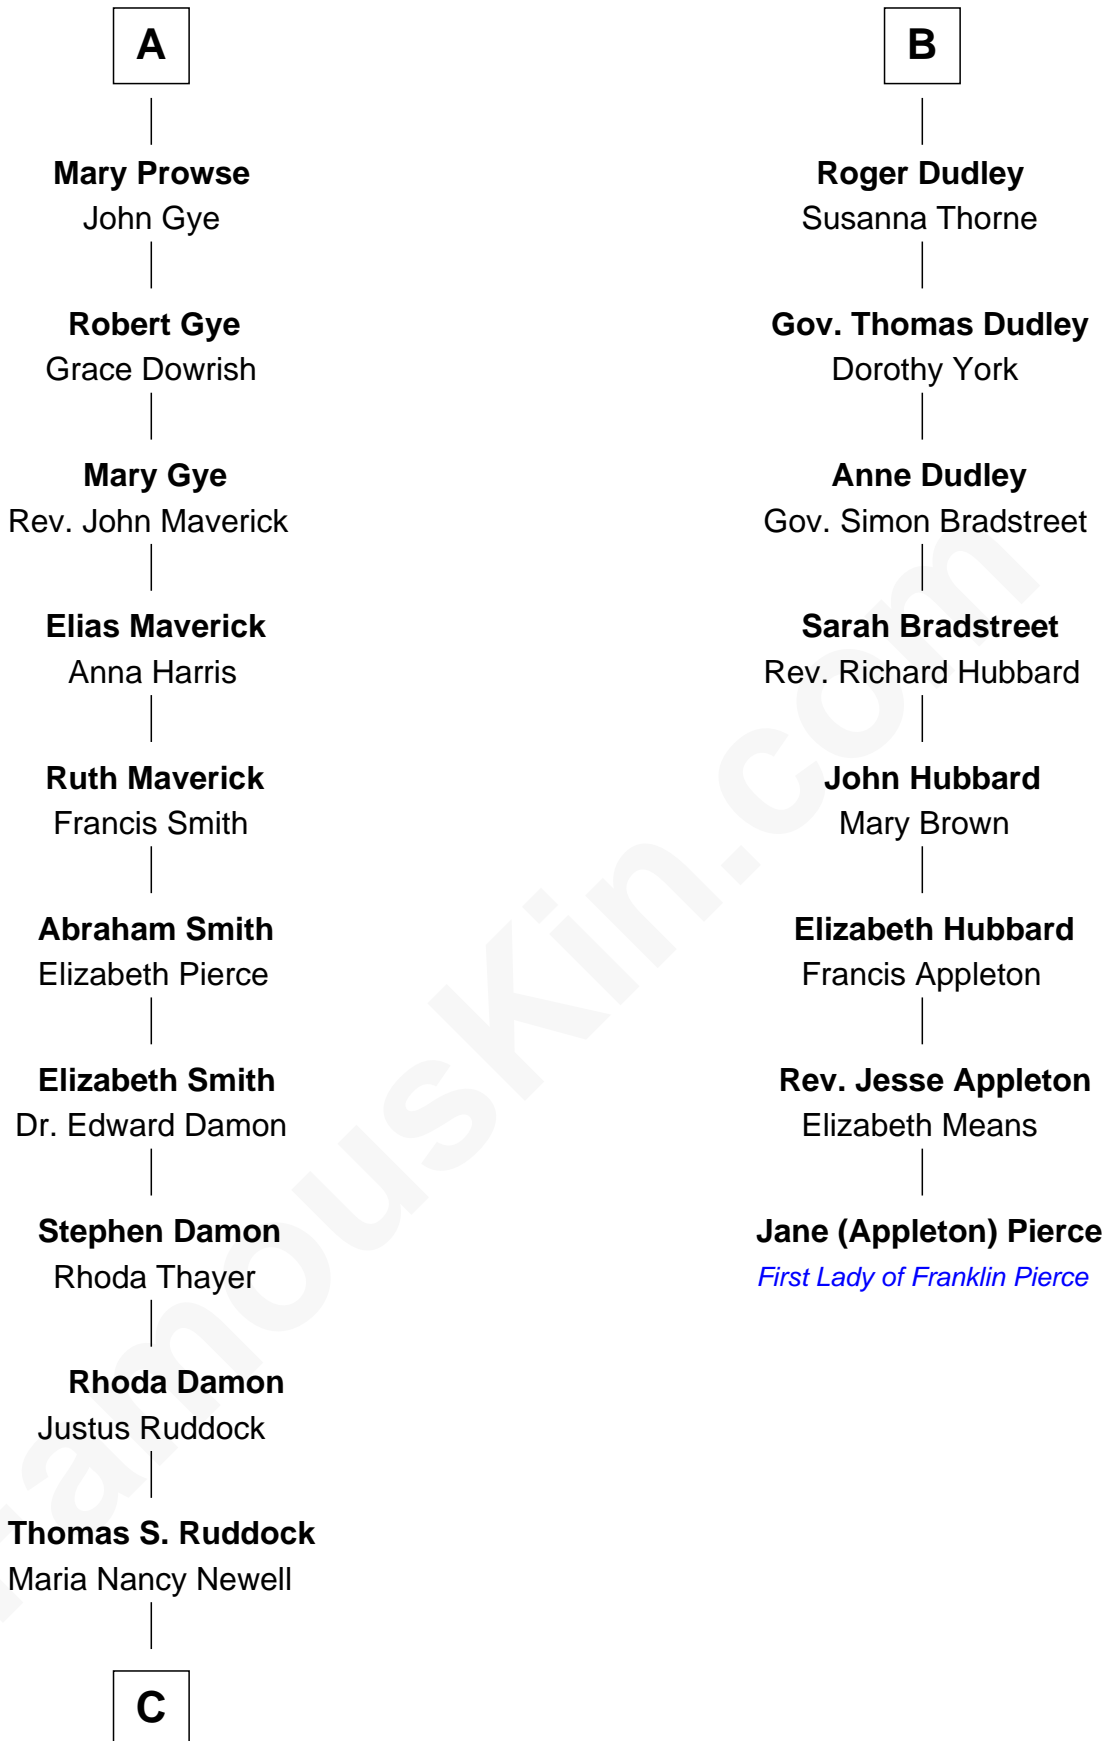 A
Mary Prowse
John Gye
Robert Gye
Grace Dowrish
Mary Gye
Rev. John Maverick
Elias Maverick
Anna Harris
Ruth Maverick
Francis Smith
Abraham Smith
Elizabeth Pierce
Elizabeth Smith
Dr. Edward Damon
Stephen Damon
Rhoda Thayer
Rhoda Damon
Justus Ruddock
Thomas S. Ruddock
Maria Nancy Newell
C
B
Roger Dudley
Susanna Thorne
Gov. Thomas Dudley
Dorothy York
Anne Dudley
Gov. Simon Bradstreet
Sarah Bradstreet
Rev. Richard Hubbard
John Hubbard
Mary Brown
Elizabeth Hubbard
Francis Appleton
Rev. Jesse Appleton
Elizabeth Means
Jane (Appleton) Pierce
First Lady of Franklin Pierce
FamousKin.com